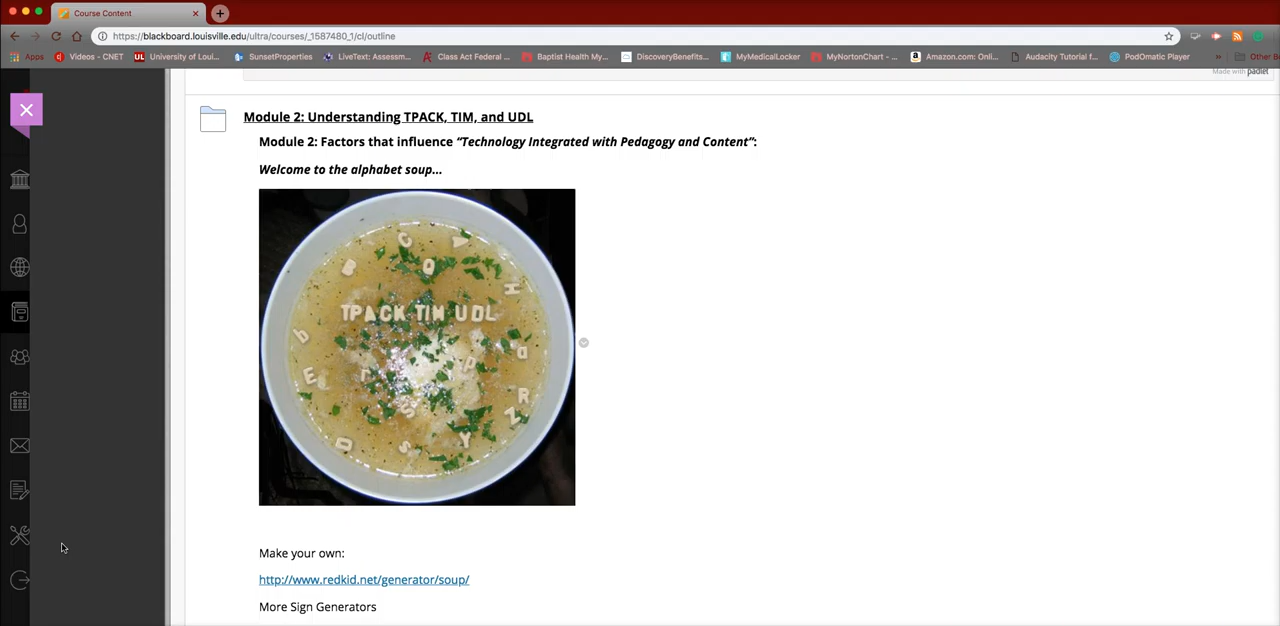 Course Content
https://blackboard.louisville.edu/ultra/courses/_1587480_1/cl/outline
Apps Videos - CNET University of Loui... SunsetProperties LiveText: Assessm... Class Act Federal ... Baptist Health My... DiscoveryBenefits... MyMedicalLocker MyNortonChart - ... Amazon.com: Onli... Audacity Tutorial f... PodOmatic Player » Other B
Made with padlet
Module 2: Understanding TPACK, TIM, and UDL
Module 2: Factors that influence “Technology Integrated with Pedagogy and Content”:
Welcome to the alphabet soup...
TPACK TIM UDL
Make your own:
http://www.redkid.net/generator/soup/
More Sign Generators